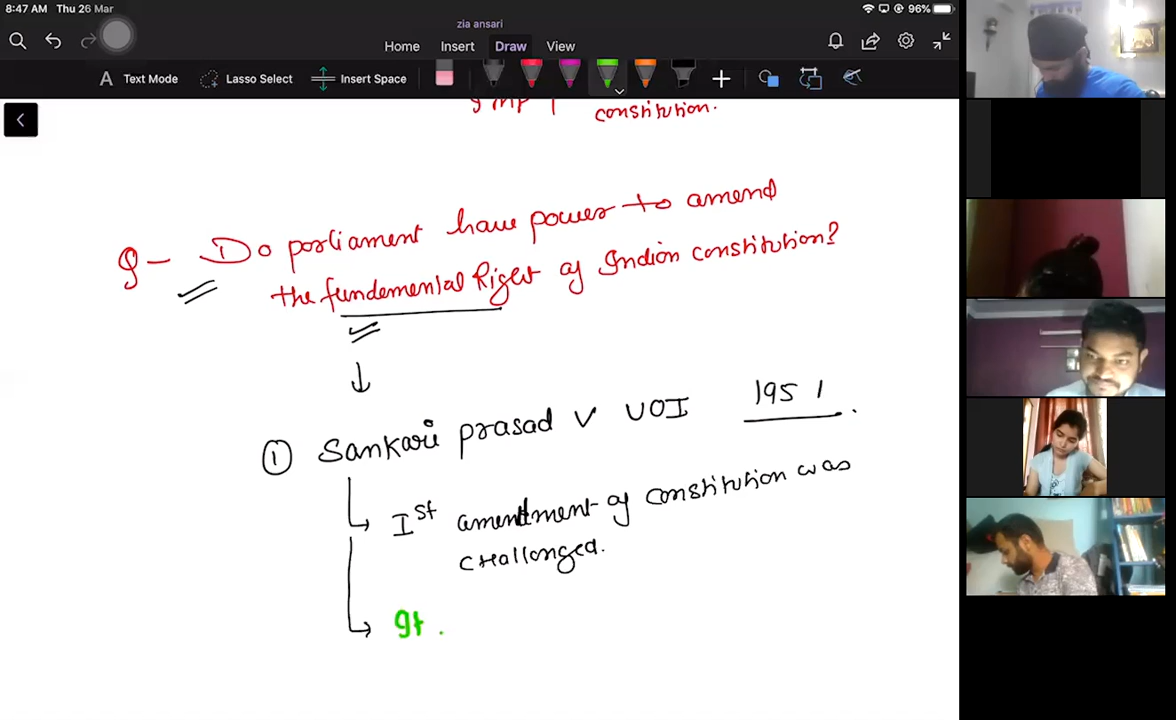 8:47 AM Thu 26 Mar
96%
zia ansari
Home Insert Draw View
Text Mode Lasso Select Insert Space
constitution.
Q- Do parliament have power to amend
the fundemental Right of Indian constitution?
① Sankari prasad V UOI 1951.
Ist amendment of constitution was
challenged.
It .